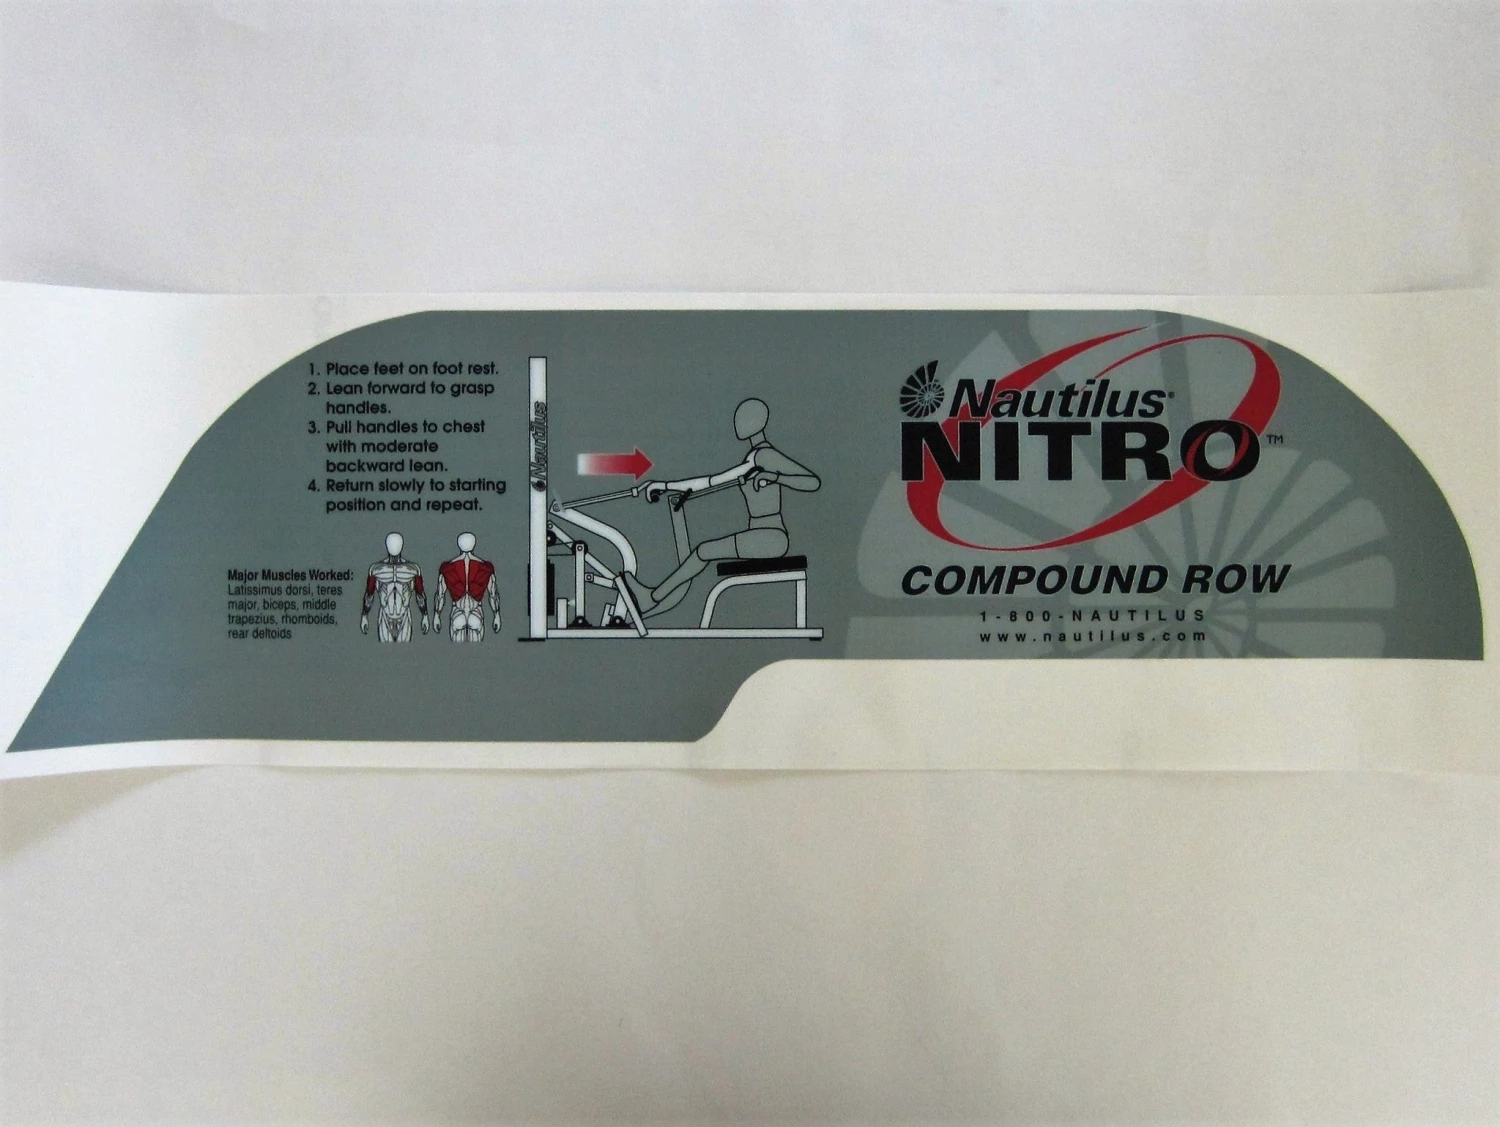 1. Place feet on foot rest.
2. Lean forward to grasp
handles.
3. Pull handles to chest
with moderate
backward lean.
4. Return slowly to starting
position and repeat.
Major Muscles Worked:
Latissimus dorsi, teres
major, biceps, middle
trapezius, rhomboids,
rear deltoids
Nautilus
Nautilus®
NITRO™
COMPOUND ROW
1-800-NAUTILUS
www.nautilus.com